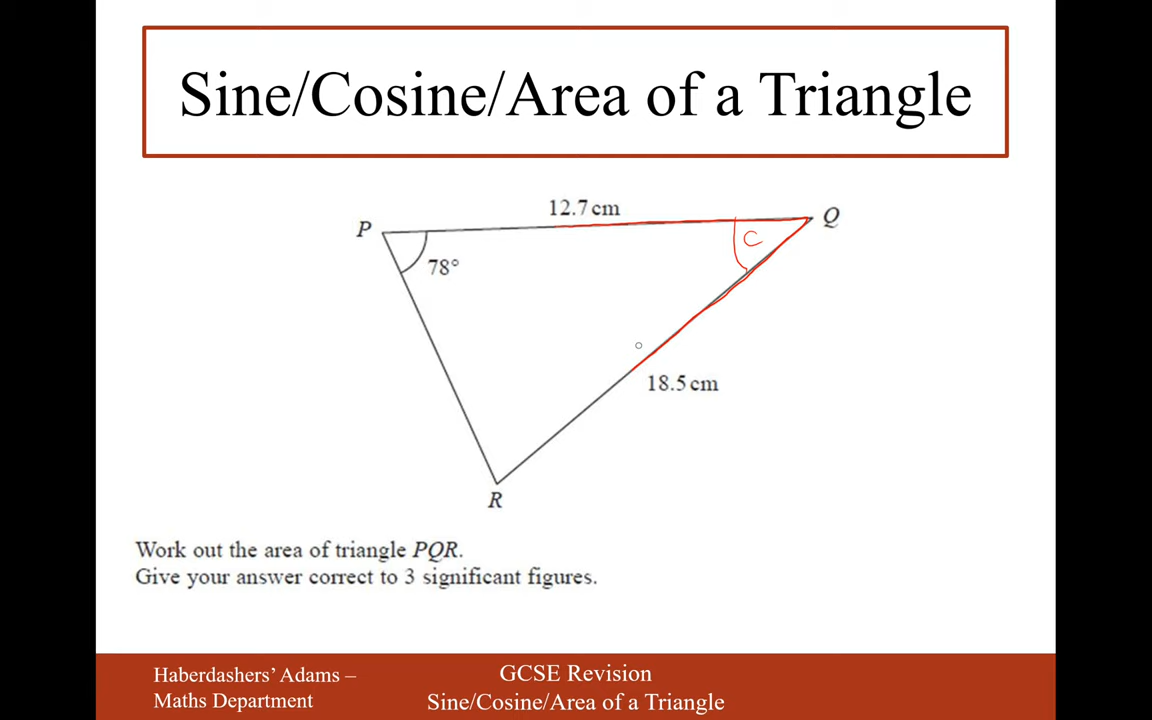 Sine/Cosine/Area of a Triangle
12.7 cm
P
Q
C
78°
18.5 cm
R
Work out the area of triangle PQR.
Give your answer correct to 3 significant figures.
Haberdashers’ Adams –
Maths Department
GCSE Revision
Sine/Cosine/Area of a Triangle